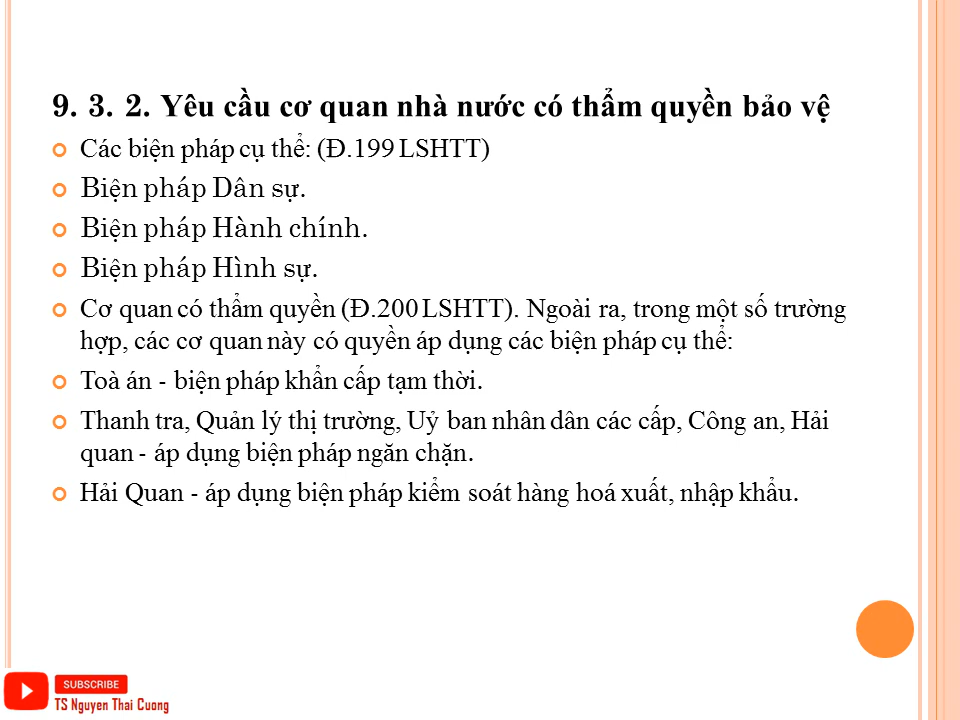 9. 3. 2. Yêu cầu cơ quan nhà nước có thẩm quyền bảo vệ
Các biện pháp cụ thể: (Đ.199 LSHTT)
Biện pháp Dân sự.
Biện pháp Hành chính.
Biện pháp Hình sự.
Cơ quan có thẩm quyền (Đ.200 LSHTT). Ngoài ra, trong một số trường
hợp, các cơ quan này có quyền áp dụng các biện pháp cụ thể:
Toà án - biện pháp khẩn cấp tạm thời.
Thanh tra, Quản lý thị trường, Uỷ ban nhân dân các cấp, Công an, Hải
quan - áp dụng biện pháp ngăn chặn.
Hải Quan - áp dụng biện pháp kiểm soát hàng hoá xuất, nhập khẩu.
SUBSCRIBE
TS Nguyen Thai Cuong